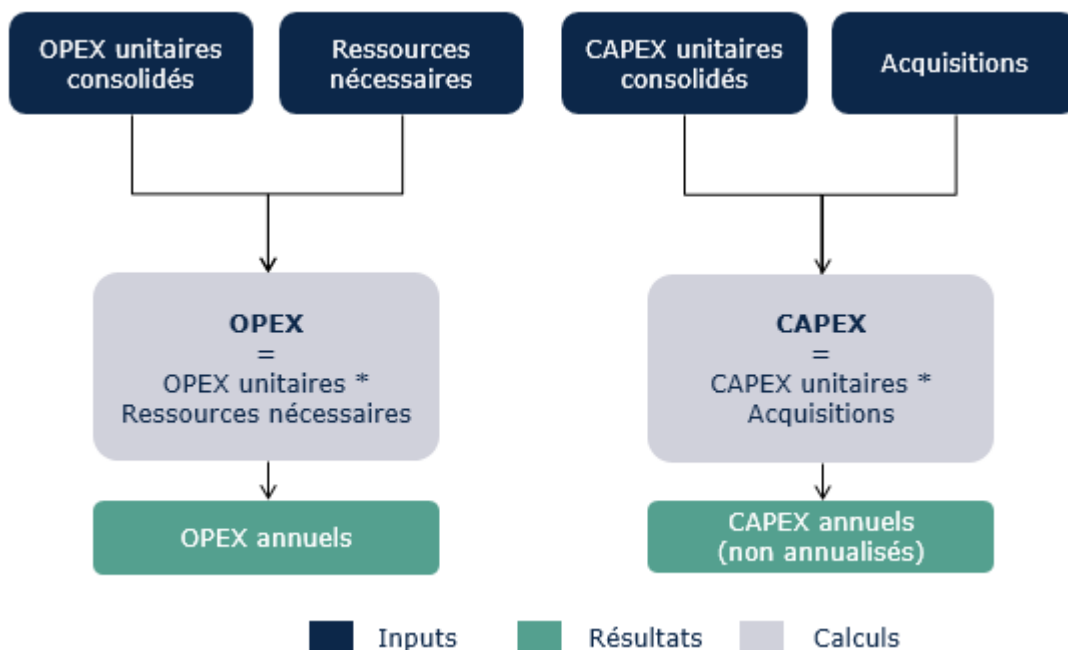 OPEX unitaires
consolidés
Ressources
nécessaires
CAPEX unitaires
consolidés
Acquisitions
OPEX
=
OPEX unitaires *
Ressources nécessaires
CAPEX
=
CAPEX unitaires *
Acquisitions
OPEX annuels
CAPEX annuels
(non annualisés)
Inputs
Résultats
Calculs